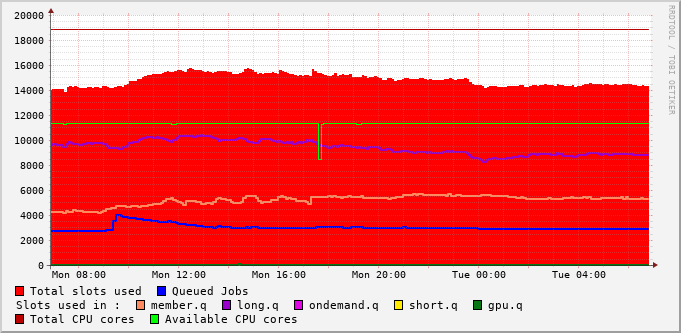 RRDTOOL / TOBI OETIKER
20000
18000
16000
14000
12000
10000
8000
6000
4000
2000
0
Mon 08:00 Mon 12:00 Mon 16:00 Mon 20:00 Tue 00:00 Tue 04:00
Total slots used Queued Jobs
Slots used in : member.q long.q ondemand.q short.q gpu.q
Total CPU cores Available CPU cores